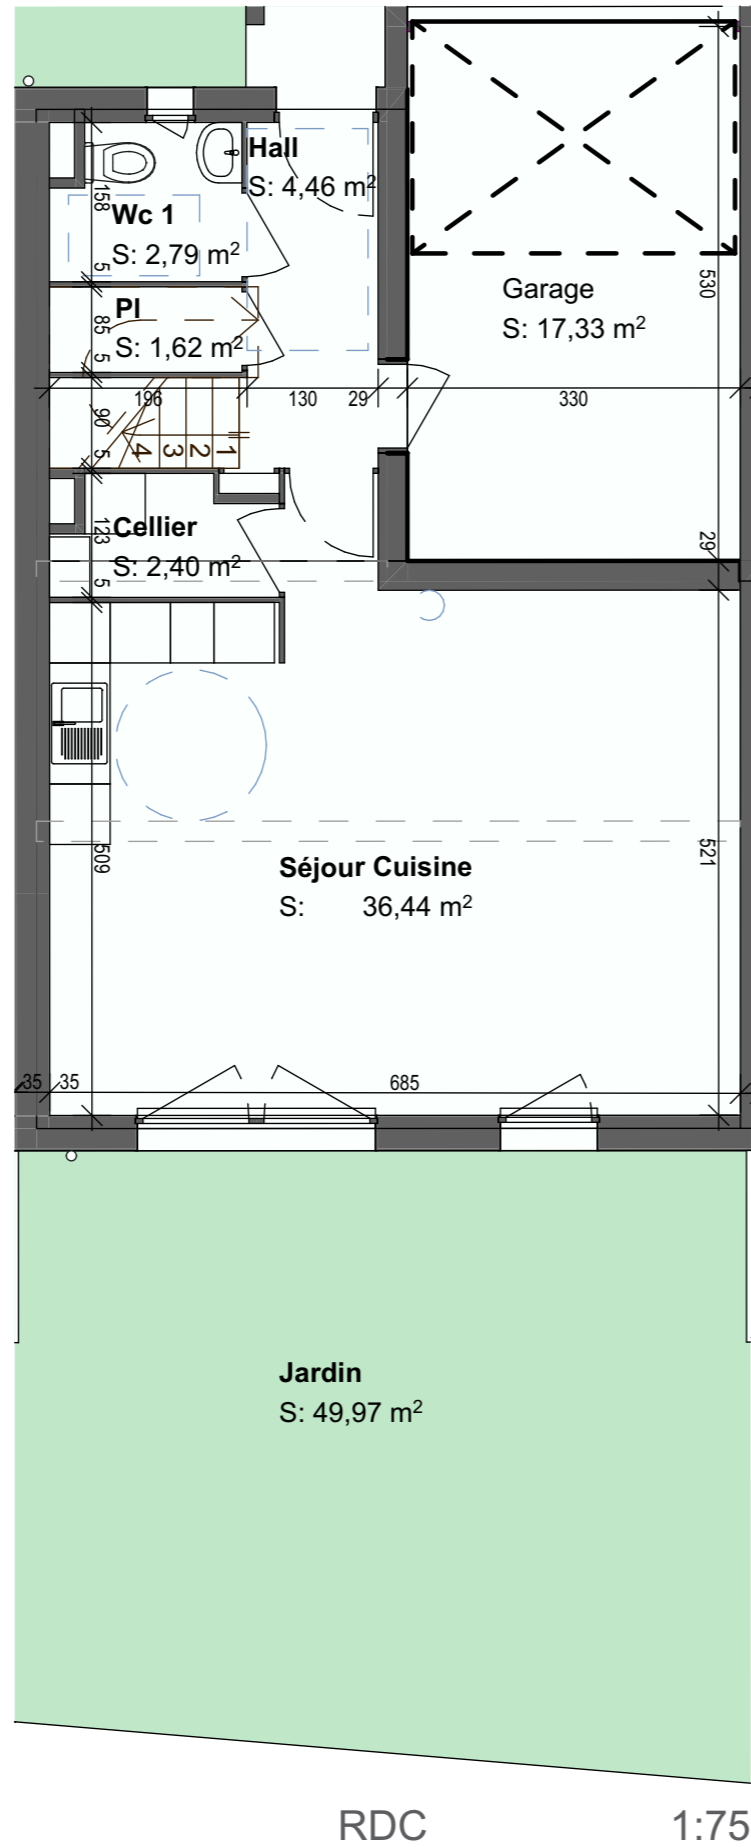 Hall
S: 4,46 m²
Wc 1
S: 2,79 m²
158
5
530
Garage
S: 17,33 m²
Pl
S: 1,62 m²
85
5
196
130
29
330
90
5
4
3
2
1
Cellier
S: 2,40 m²
123
5
29
509
521
Séjour Cuisine
S: 36,44 m²
35
35
685
Jardin
S: 49,97 m²
RDC
1:75